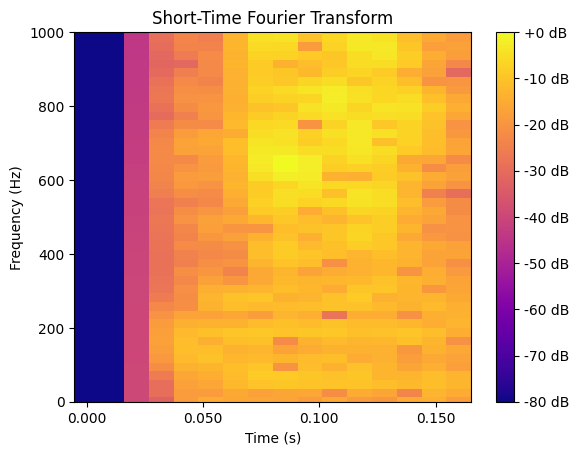 Short-Time Fourier Transform
1000
800
600
400
200
0
Frequency (Hz)
0.000
0.050
0.100
0.150
Time (s)
+0 dB
-10 dB
-20 dB
-30 dB
-40 dB
-50 dB
-60 dB
-70 dB
-80 dB